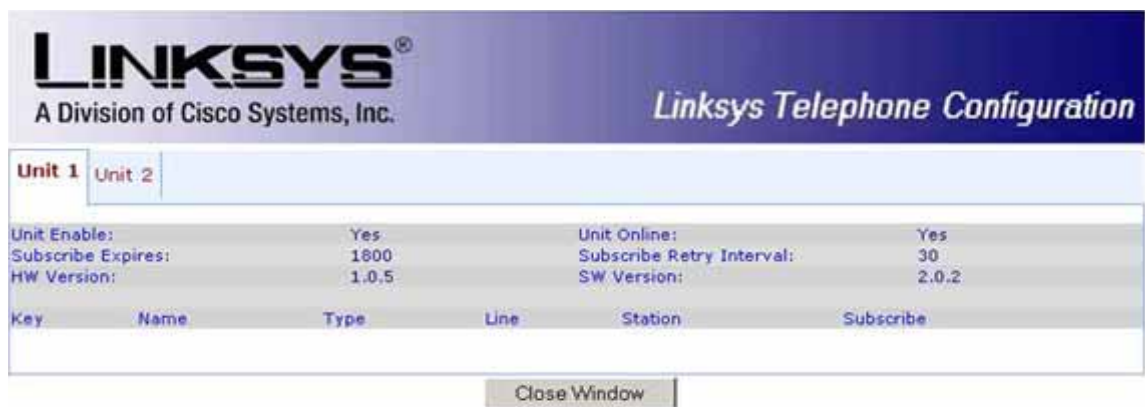 LINKSYS®
A Division of Cisco Systems, Inc.
Linksys Telephone Configuration
Unit 1 Unit 2
Unit Enable: Yes Unit Online: Yes
Subscribe Expires: 1800 Subscribe Retry Interval: 30
HW Version: 1.0.5 SW Version: 2.0.2
Key Name Type Line Station Subscribe
Close Window